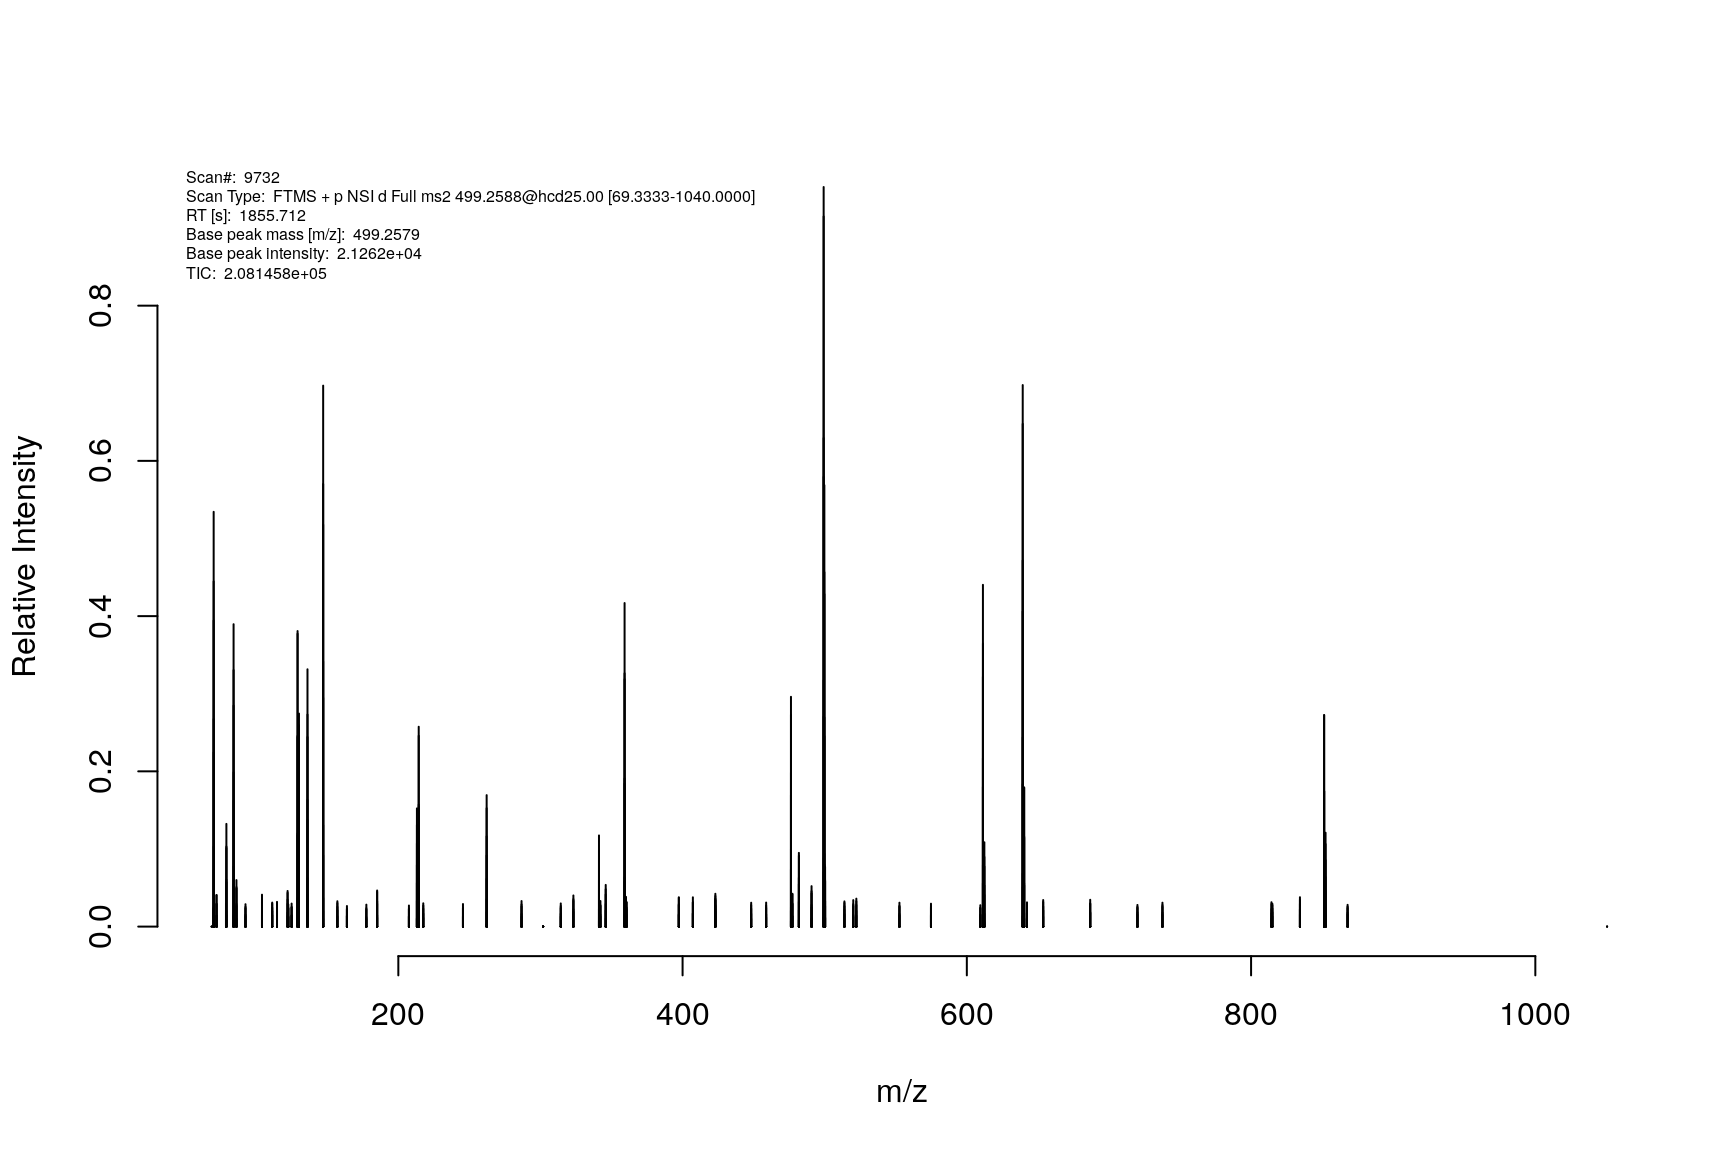 Scan#: 9732
Scan Type: FTMS + p NSI d Full ms2 499.2588@hcd25.00 [69.3333-1040.0000]
RT [s]: 1855.712
Base peak mass [m/z]: 499.2579
Base peak intensity: 2.1262e+04
TIC: 2.081458e+05
Relative Intensity
0.8
0.6
0.4
0.2
0.0
200 400 600 800 1000
m/z